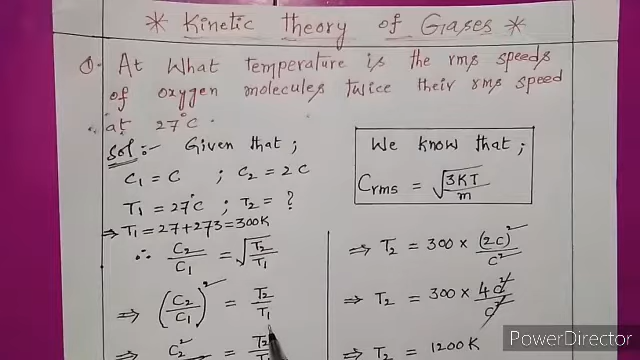 * Kinetic theory of Gases *
Q. At What temperature is the rms speeds
of oxygen molecules twice their rms speed
at 27°C.
Sol:- Given that;
C₁ = C ; C₂ = 2C
T₁ = 27°C ; T₂ = ?
⇒ T₁ = 27+273 = 300K
∴ C₂/C₁ = √(T₂/T₁)
⇒ (C₂/C₁)² = T₂/T₁
⇒ C₂² = T₂
We know that;
Crms = √(3KT/m)
⇒ T₂ = 300 × (2C)²/C²
⇒ T₂ = 300 × 4C²/C²
⇒ T₂ = 1200K
PowerDirector